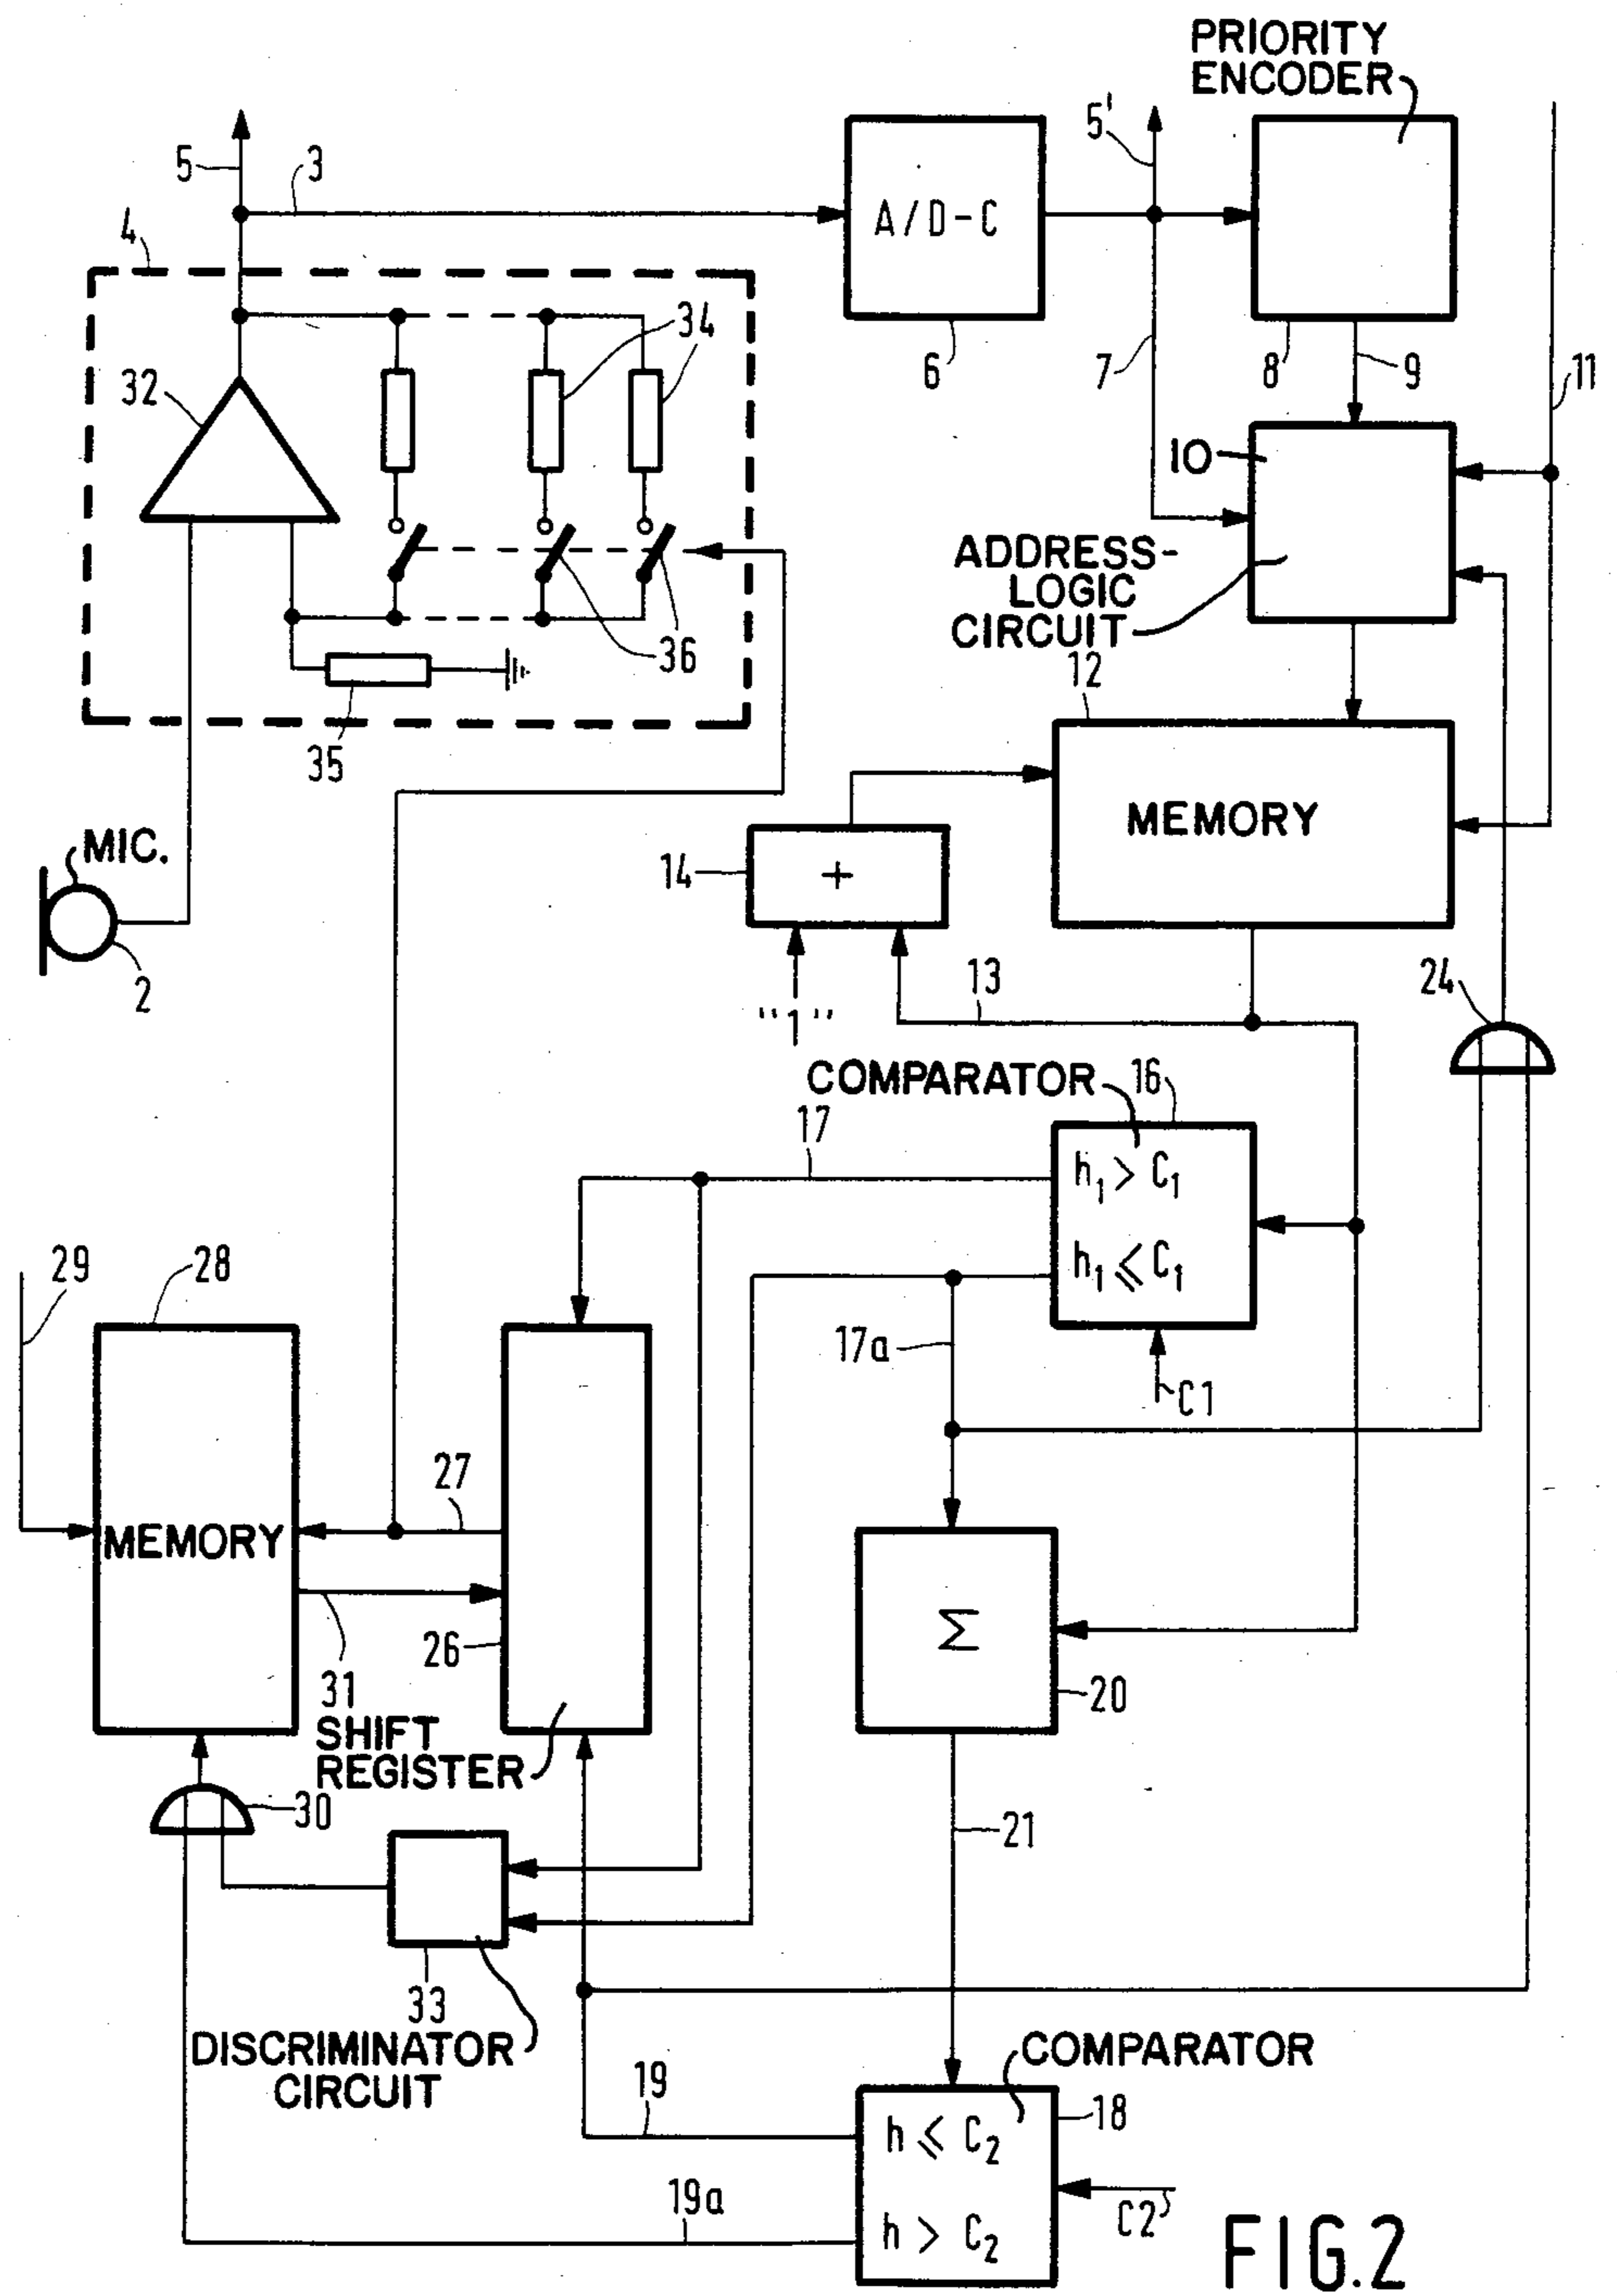 PRIORITY
ENCODER
5
3
5'
4
A/D-C
34
32
6
7
8
9
11
10
ADDRESS-
LOGIC
CIRCUIT
36
12
35
MEMORY
MIC.
14
+
2
13
24
"1"
COMPARATOR
16
17
h₁ > C₁
h₁ ⩽ C₁
29
28
17a
C1
27
MEMORY
Σ
26
31
20
SHIFT
REGISTER
30
21
33
DISCRIMINATOR
CIRCUIT
COMPARATOR
19
18
h ⩽ C₂
19a
C2
h > C₂
FIG.2